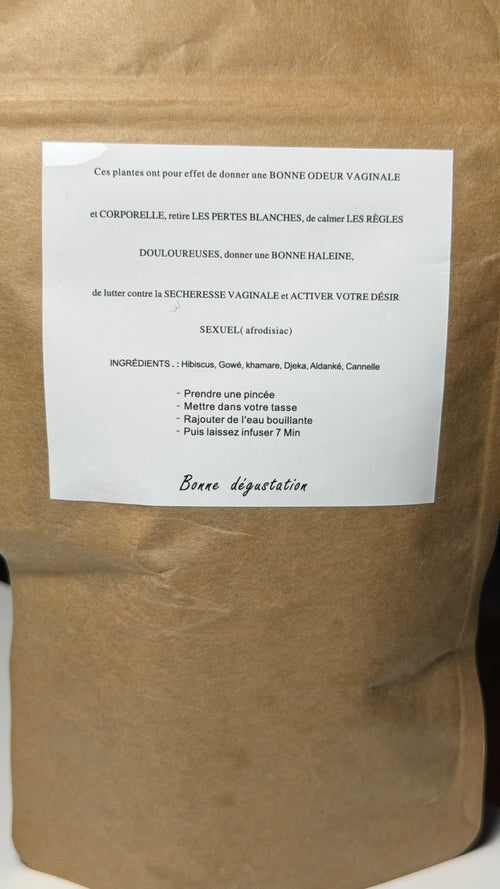 Ces plantes ont pour effet de donner une BONNE ODEUR VAGINALE
et CORPORELLE, retire LES PERTES BLANCHES, de calmer LES RÈGLES
DOULOUREUSES, donner une BONNE HALEINE,
de lutter contre la SECHERESSE VAGINALE et ACTIVER VOTRE DÉSIR
SEXUEL( afrodisiac)
INGRÉDIENTS . : Hibiscus, Gowé, khamare, Djeka, Aldanké, Cannelle
- Prendre une pincée
- Mettre dans votre tasse
- Rajouter de l'eau bouillante
- Puis laissez infuser 7 Min
Bonne dégustation